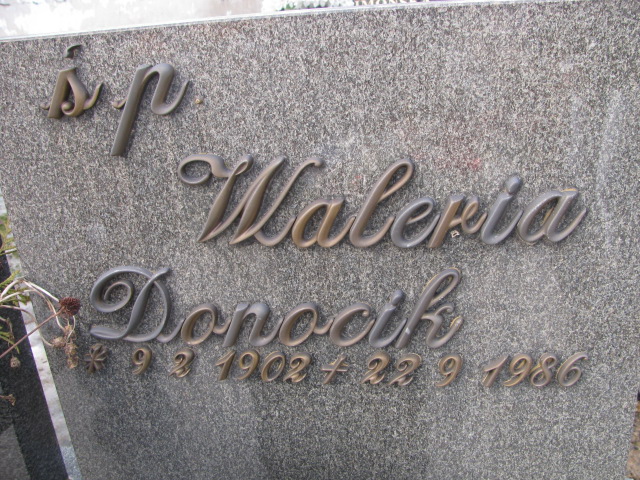 ś. p.
Waleria
Donocik
* 9 2 1902 + 22 9 1986